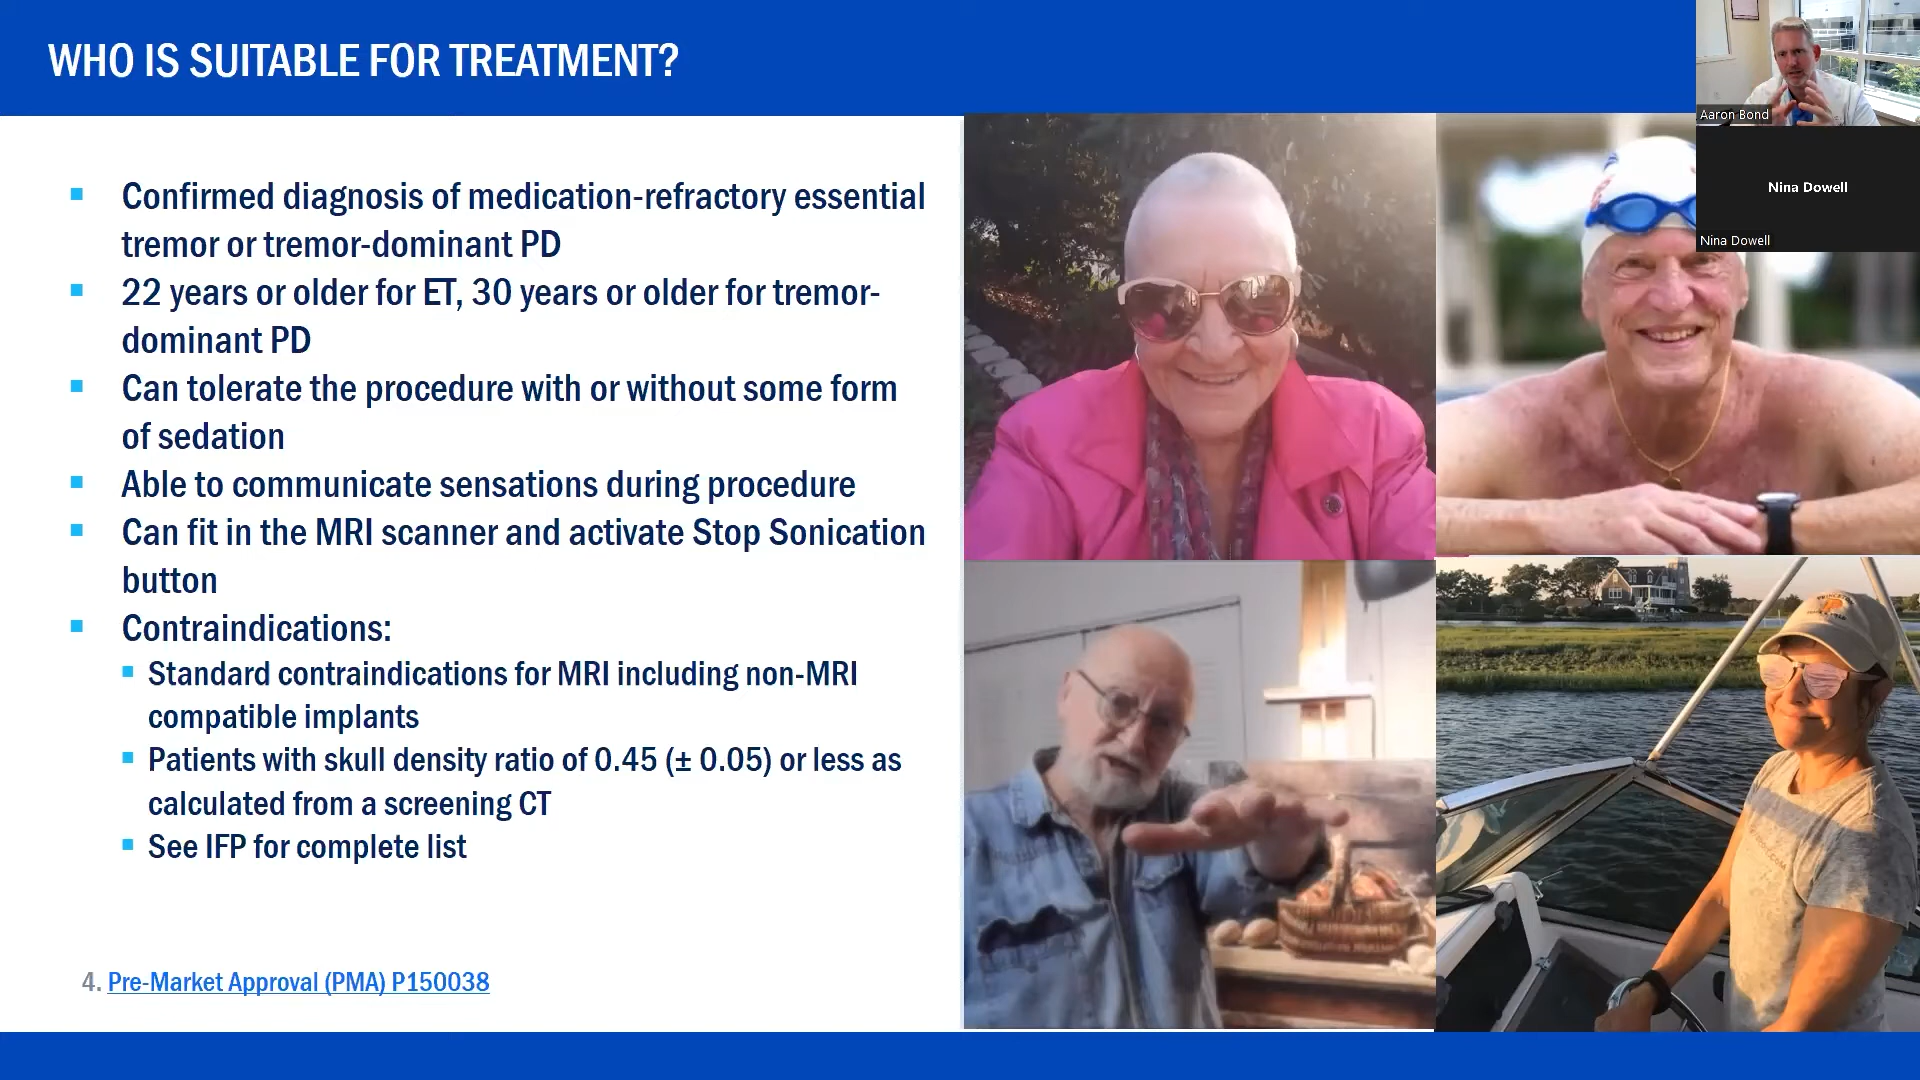 WHO IS SUITABLE FOR TREATMENT?
Confirmed diagnosis of medication-refractory essential
tremor or tremor-dominant PD
22 years or older for ET, 30 years or older for tremor-
dominant PD
Can tolerate the procedure with or without some form
of sedation
Able to communicate sensations during procedure
Can fit in the MRI scanner and activate Stop Sonication
button
Contraindications:
Standard contraindications for MRI including non-MRI
compatible implants
Patients with skull density ratio of 0.45 (± 0.05) or less as
calculated from a screening CT
See IFP for complete list
4. Pre-Market Approval (PMA) P150038
Aaron Bond
Nina Dowell
Nina Dowell